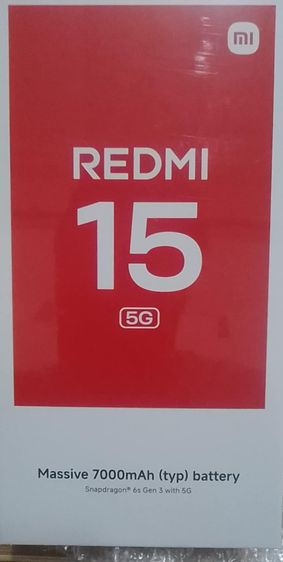 mi
REDMI
15
5G
Massive 7000mAh (typ) battery
Snapdragon® 6s Gen 3 with 5G